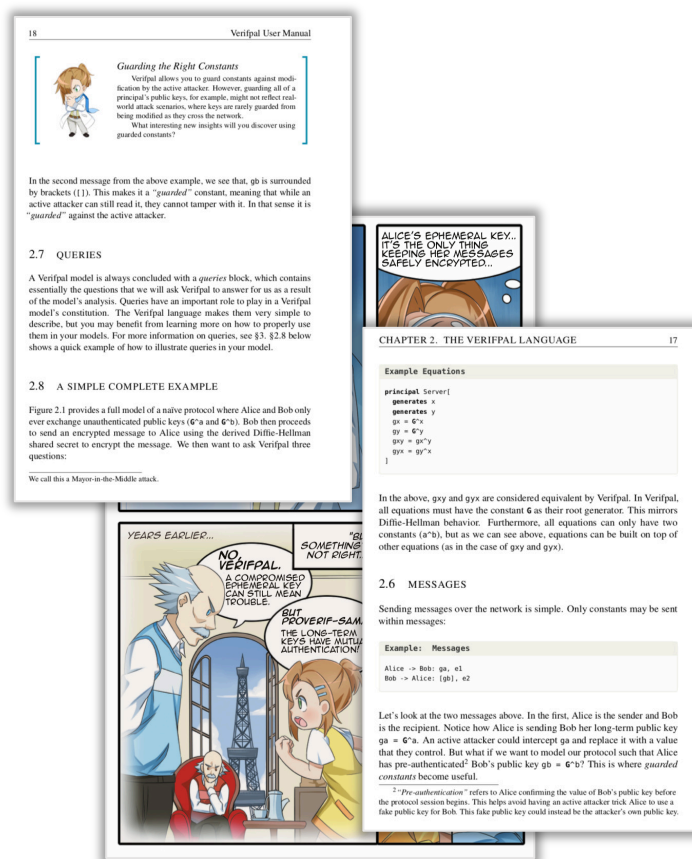 18 Verifpal User Manual
Guarding the Right Constants
Verifpal allows you to guard constants against modi-
fication by the active attacker. However, guarding all of a
principal's public keys, for example, might not reflect real-
world attack scenarios, where keys are rarely guarded from
being modified as they cross the network.
What interesting new insights will you discover using
guarded constants?
In the second message from the above example, we see that, gb is surrounded
by brackets ([]). This makes it a "guarded" constant, meaning that while an
active attacker can still read it, they cannot tamper with it. In that sense it is
"guarded" against the active attacker.
2.7 QUERIES
A Verifpal model is always concluded with a queries block, which contains
essentially the questions that we will ask Verifpal to answer for us as a result
of the model's analysis. Queries have an important role to play in a Verifpal
model's constitution. The Verifpal language makes them very simple to
describe, but you may benefit from learning more on how to properly use
them in your models. For more information on queries, see §3. §2.8 below
shows a quick example of how to illustrate queries in your model.
2.8 A SIMPLE COMPLETE EXAMPLE
Figure 2.1 provides a full model of a naïve protocol where Alice and Bob only
ever exchange unauthenticated public keys (G^a and G^b). Bob then proceeds
to send an encrypted message to Alice using the derived Diffie-Hellman
shared secret to encrypt the message. We then want to ask Verifpal three
questions:
We call this a Mayor-in-the-Middle attack.
ALICE'S EPHEMERAL KEY...
IT'S THE ONLY THING
KEEPING HER MESSAGES
SAFELY ENCRYPTED...
CHAPTER 2. THE VERIFPAL LANGUAGE 17
Example Equations
principal Server[
generates x
generates y
gx = G^x
gy = G^y
gxy = gx^y
gyx = gy^x
]
In the above, gxy and gyx are considered equivalent by Verifpal. In Verifpal,
all equations must have the constant G as their root generator. This mirrors
Diffie-Hellman behavior. Furthermore, all equations can only have two
constants (a^b), but as we can see above, equations can be built on top of
other equations (as in the case of gxy and gyx).
2.6 MESSAGES
Sending messages over the network is simple. Only constants may be sent
within messages:
Example: Messages
Alice -> Bob: ga, e1
Bob -> Alice: [gb], e2
Let's look at the two messages above. In the first, Alice is the sender and Bob
is the recipient. Notice how Alice is sending Bob her long-term public key
ga = G^a. An active attacker could intercept ga and replace it with a value
that they control. But what if we want to model our protocol such that Alice
has pre-authenticated2 Bob's public key gb = G^b? This is where guarded
constants become useful.
2"Pre-authentication" refers to Alice confirming the value of Bob's public key before
the protocol session begins. This helps avoid having an active attacker trick Alice to use a
fake public key for Bob. This fake public key could instead be the attacker's own public key.
YEARS EARLIER...
SOMETHING
NOT RIGHT.
NO,
VERIFPAL.
A COMPROMISED
EPHEMERAL KEY
CAN STILL MEAN
TROUBLE.
BUT
PROVERIF-SAM
THE LONG-TERM
KEYS HAVE
AUTHENTICATION!